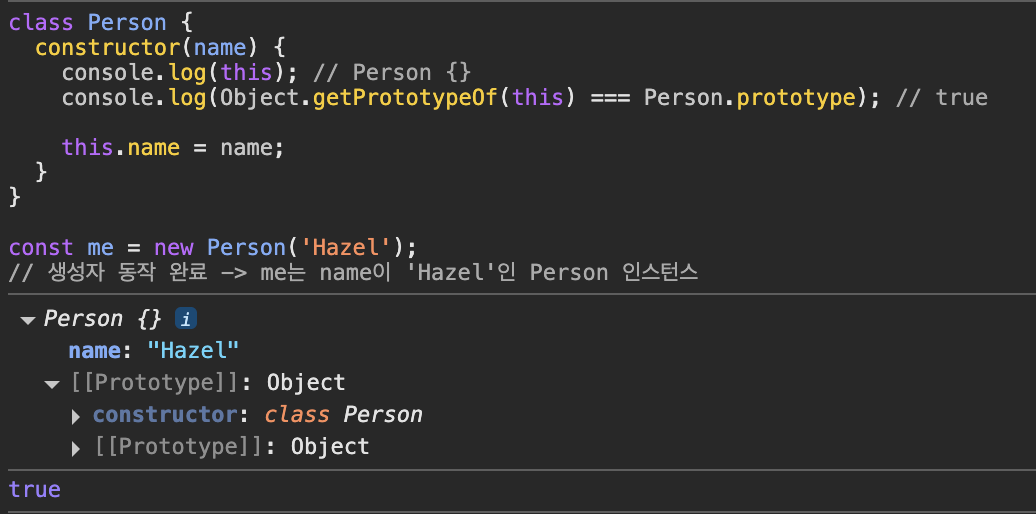 class Person {
  constructor(name) {
    console.log(this); // Person {}
    console.log(Object.getPrototypeOf(this) === Person.prototype); // true

    this.name = name;
  }
}

const me = new Person('Hazel');
// 생성자 동작 완료 -> me는 name이 'Hazel'인 Person 인스턴스
▼ Person {} i
    name: "Hazel"
  ▼ [[Prototype]]: Object
    ▶ constructor: class Person
    ▶ [[Prototype]]: Object
true